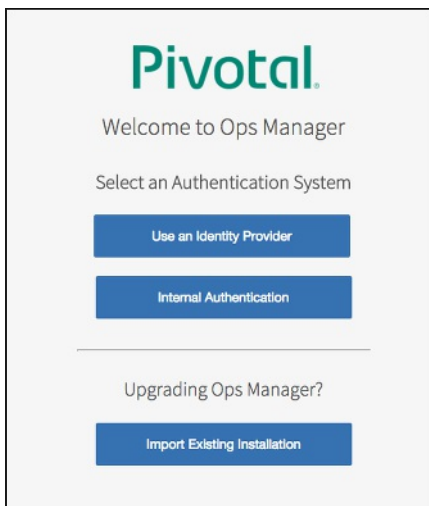 Pivotal.
Welcome to Ops Manager
Select an Authentication System
Use an Identity Provider
Internal Authentication
Upgrading Ops Manager?
Import Existing Installation